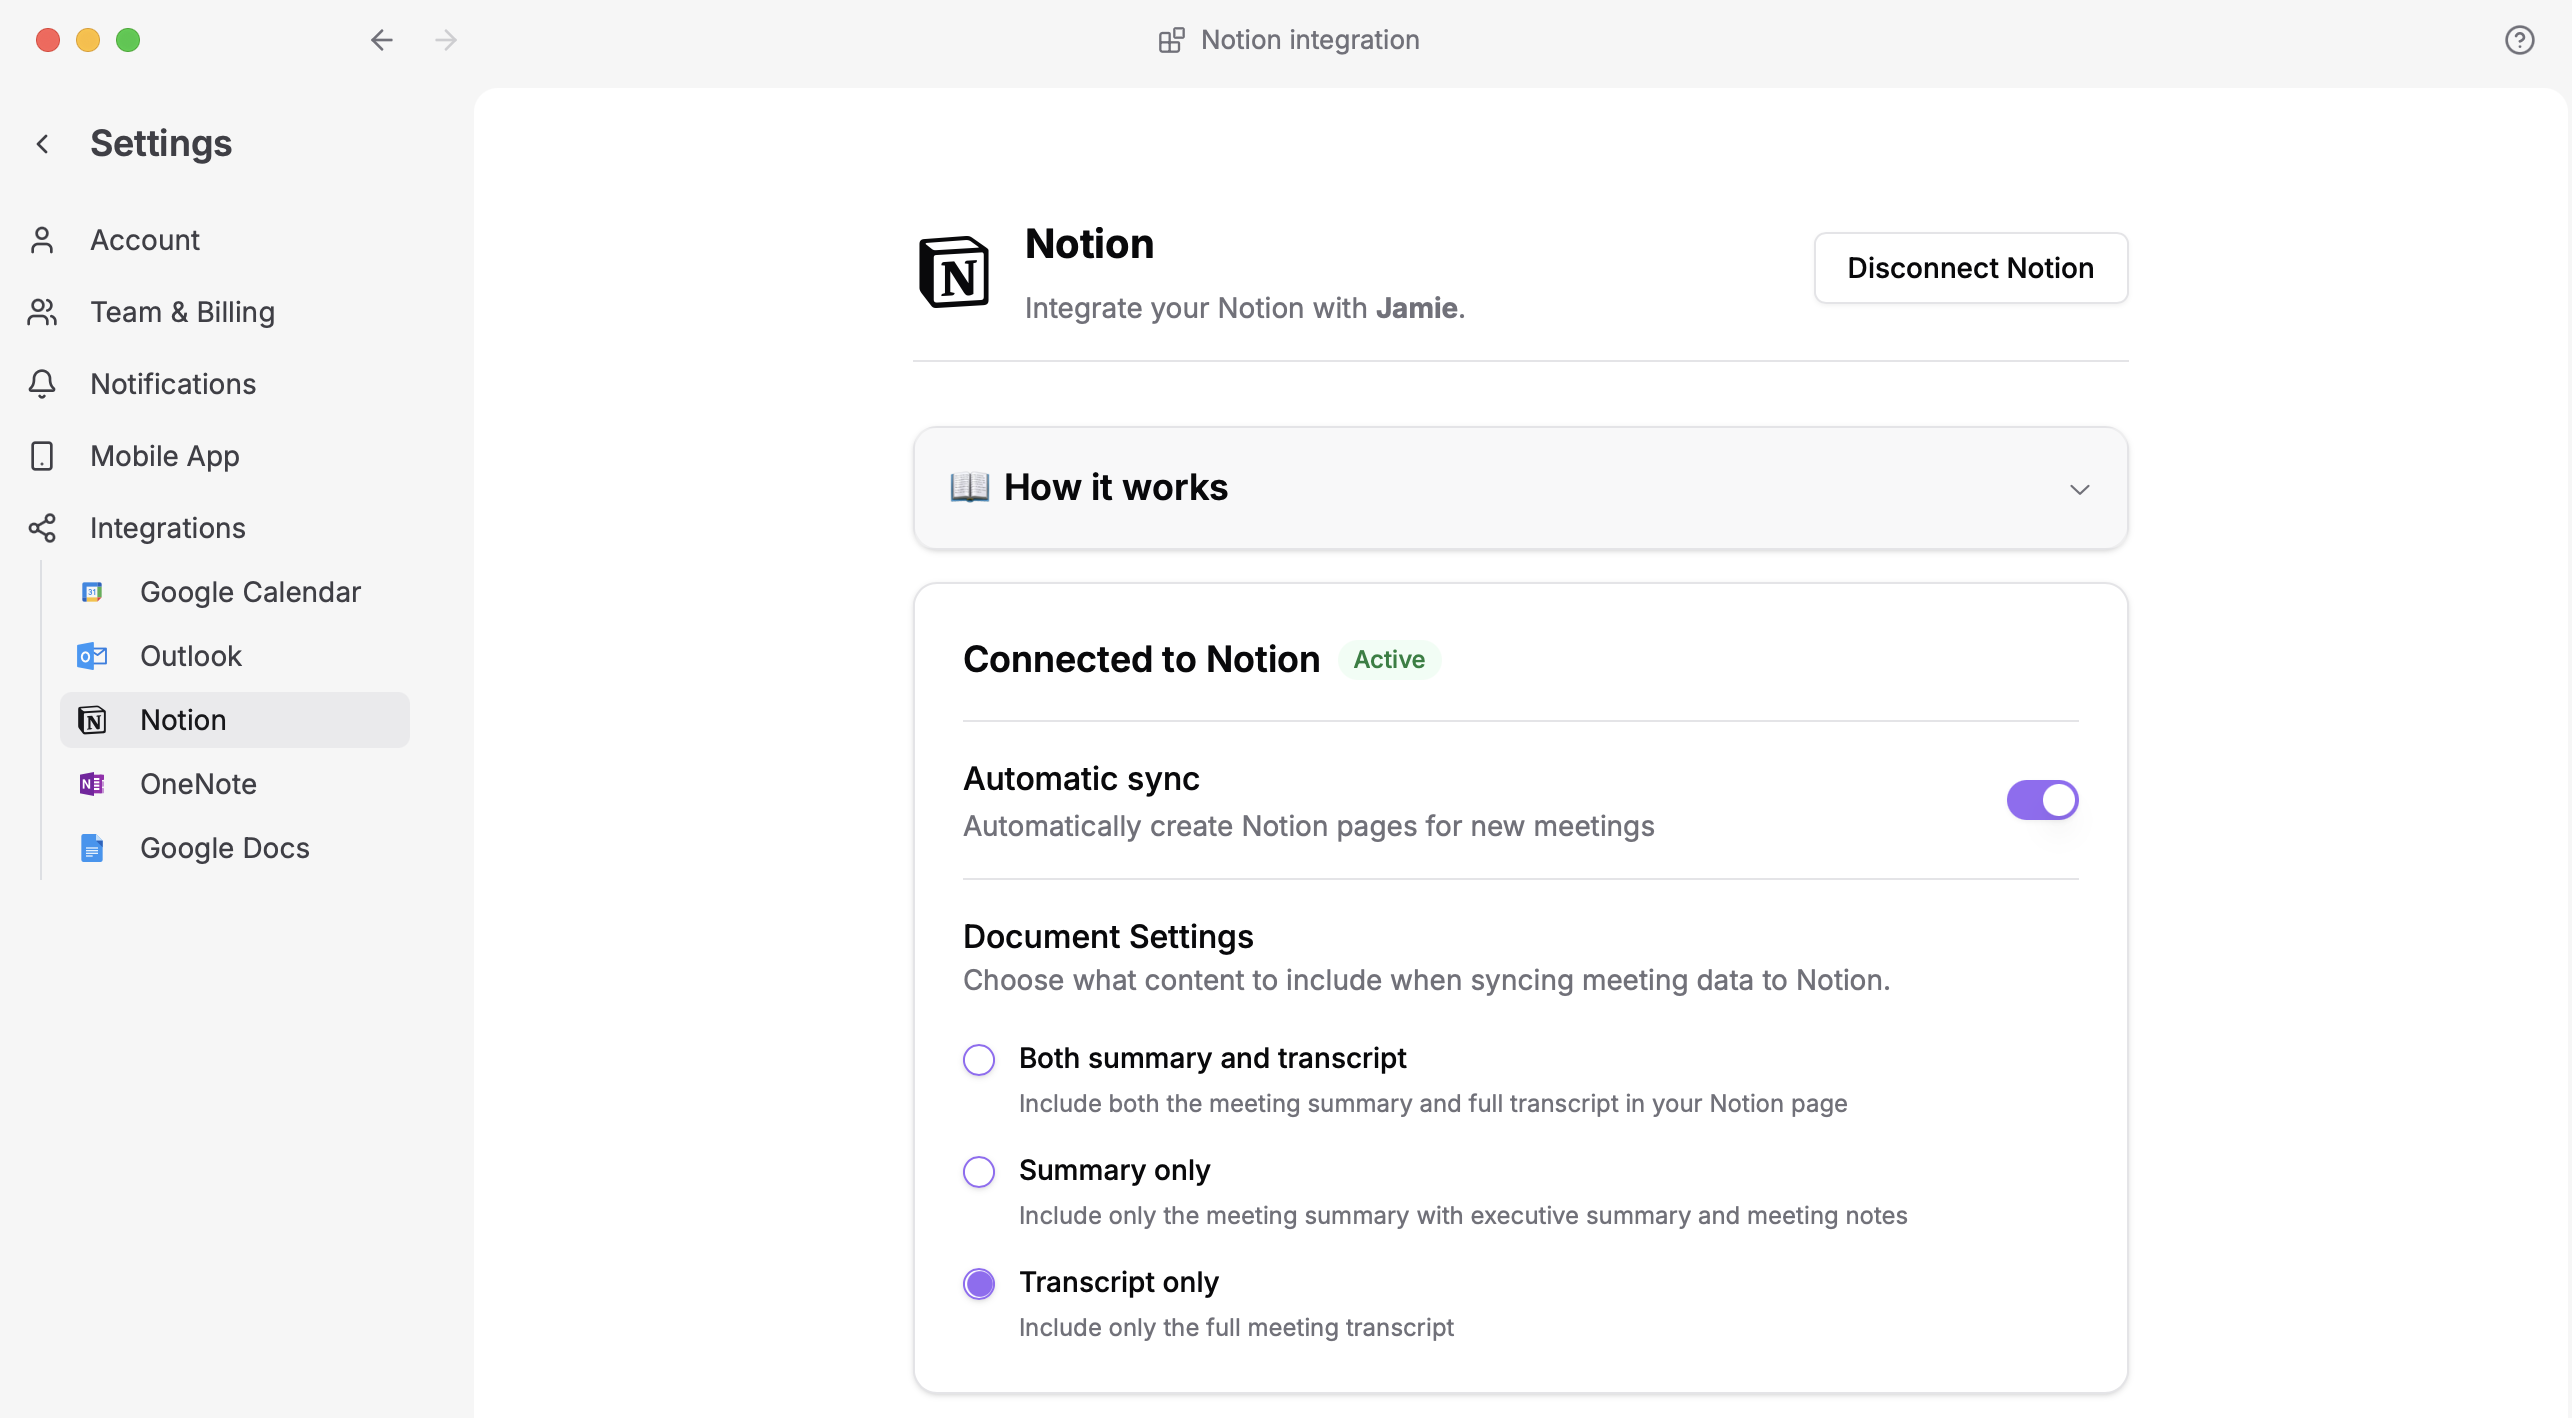 Notion integration
Settings
Account
Team & Billing
Notifications
Mobile App
Integrations
31
Google Calendar
Outlook
Notion
OneNote
Google Docs
Notion
Integrate your Notion with Jamie.
Disconnect Notion
How it works
Connected to Notion Active
Automatic sync
Automatically create Notion pages for new meetings
Document Settings
Choose what content to include when syncing meeting data to Notion.
Both summary and transcript
Include both the meeting summary and full transcript in your Notion page
Summary only
Include only the meeting summary with executive summary and meeting notes
Transcript only
Include only the full meeting transcript